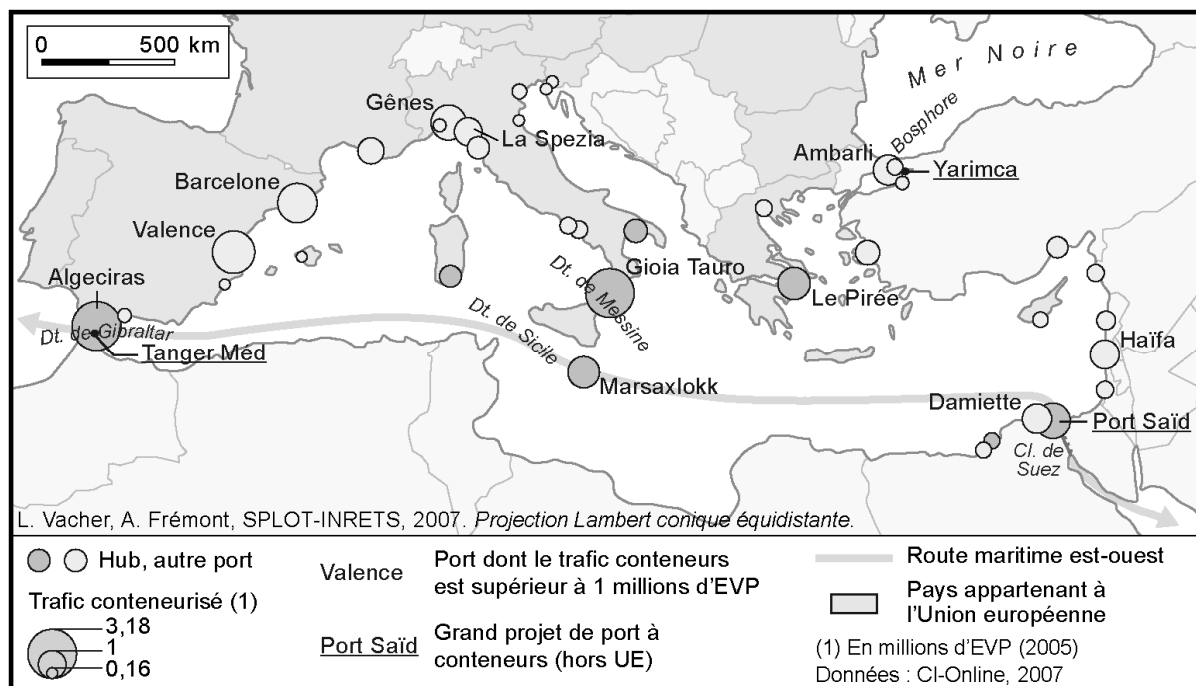 0 500 km
Mer Noire
Bosphore
Gênes
La Spezia
Ambarli
Yarimca
Barcelone
Valence
Algeciras
Gioia Tauro
Dt. de Messine
Le Pirée
Dt. de Gibraltar
Tanger Méd
Dt. de Sicile
Marsaxlokk
Haïfa
Damiette
Port Saïd
Cl. de
Suez
L. Vacher, A. Frémont, SPLOT-INRETS, 2007. Projection Lambert conique équidistante.
Hub, autre port
Trafic conteneurisé (1)
3,18
1
0,16
Valence
Port dont le trafic conteneurs
est supérieur à 1 millions d'EVP
Port Saïd
Grand projet de port à
conteneurs (hors UE)
Route maritime est-ouest
Pays appartenant à
l'Union européenne
(1) En millions d'EVP (2005)
Données : CI-Online, 2007